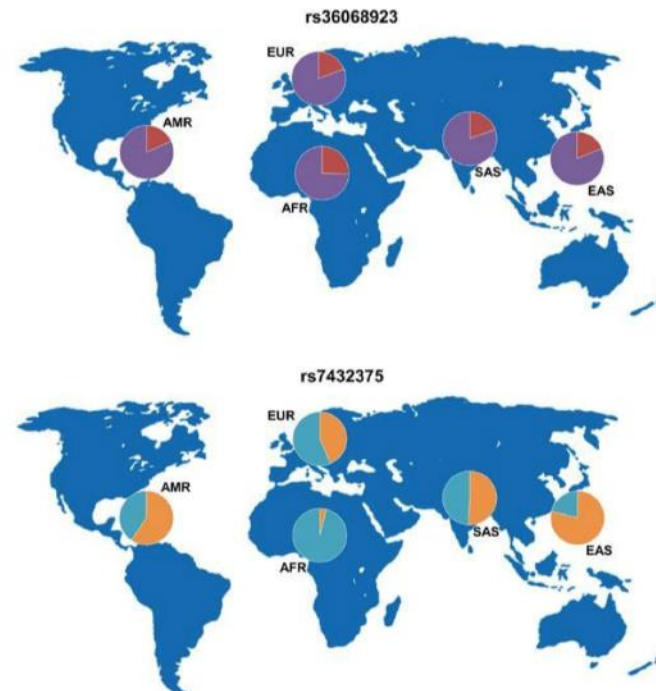 rs36068923
EUR
AMR
SAS
EAS
AFR
rs7432375
EUR
AMR
SAS
EAS
AFR